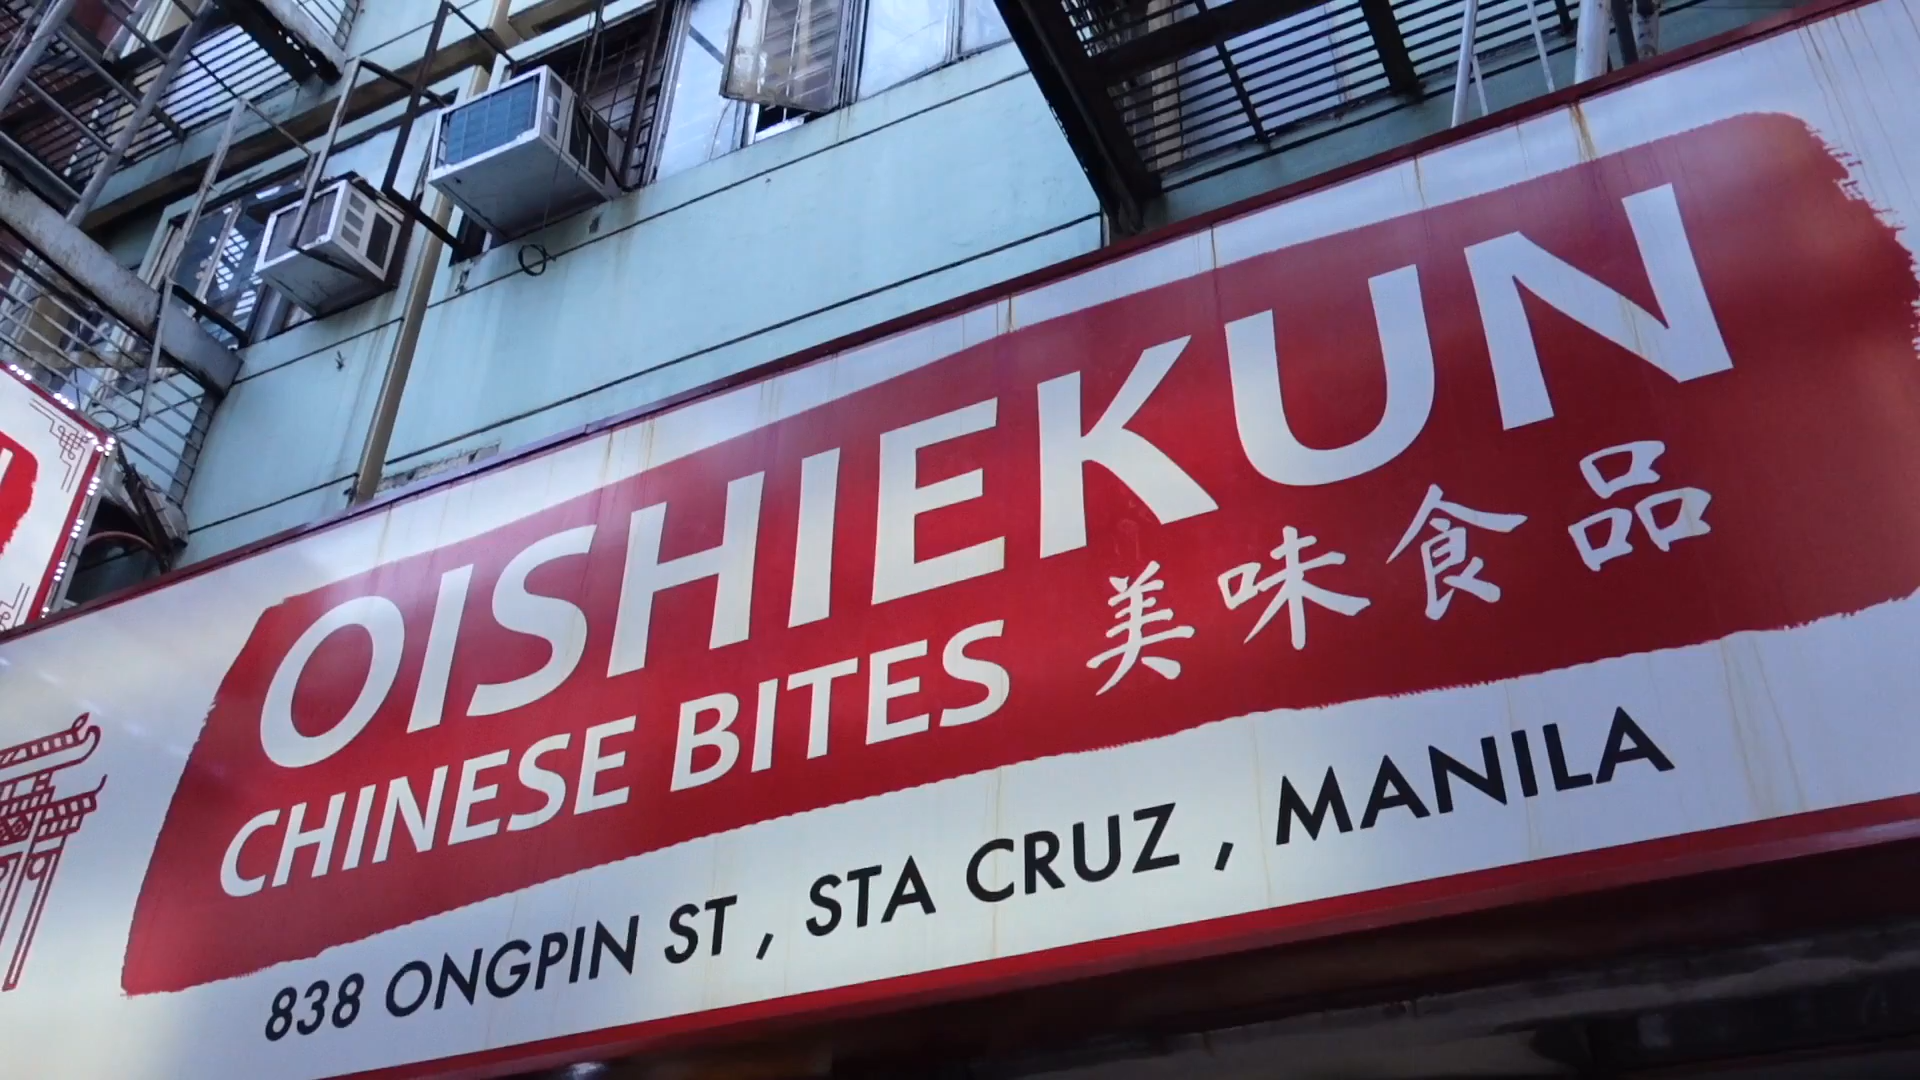 OISHIEKUN
CHINESE BITES 美味食品
838 ONGPIN ST , STA CRUZ , MANILA